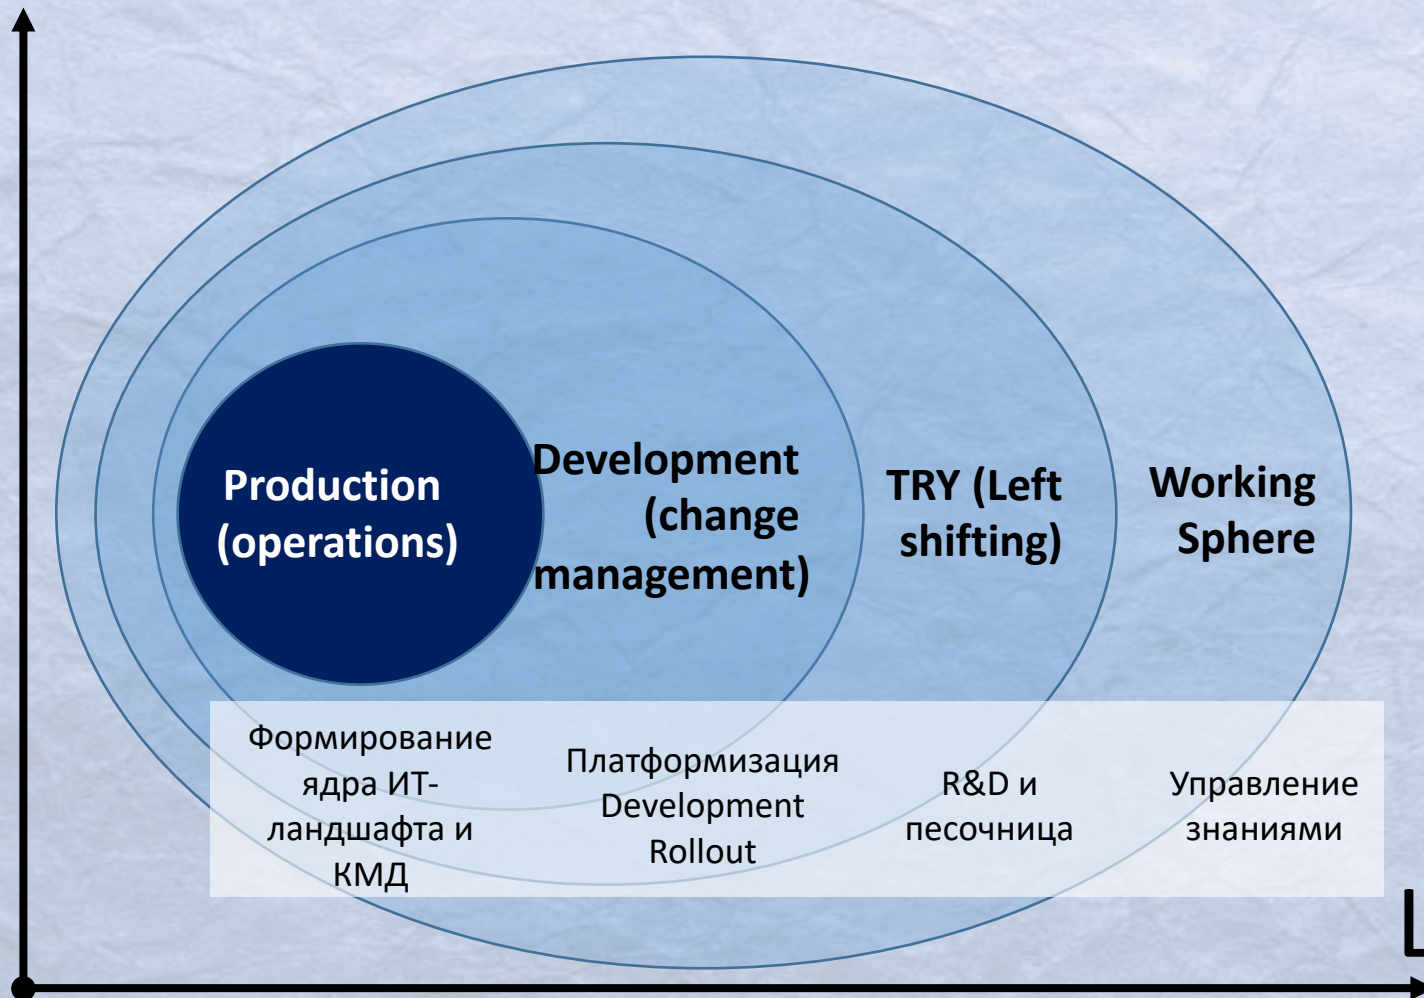 Production
(operations)
Development
(change
management)
TRY (Left
shifting)
Working
Sphere
Формирование
ядра ИТ-
ландшафта и
КМД
Платформизация
Development
Rollout
R&D и
песочница
Управление
знаниями
L